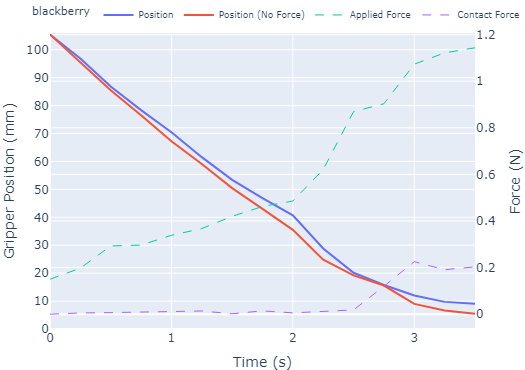 blackberry
Position
Position (No Force)
Applied Force
Contact Force
Gripper Position (mm)
100
90
80
70
60
50
40
30
20
10
0
1.2
1
0.8
0.6
0.4
0.2
0
Force (N)
0
1
2
3
Time (s)